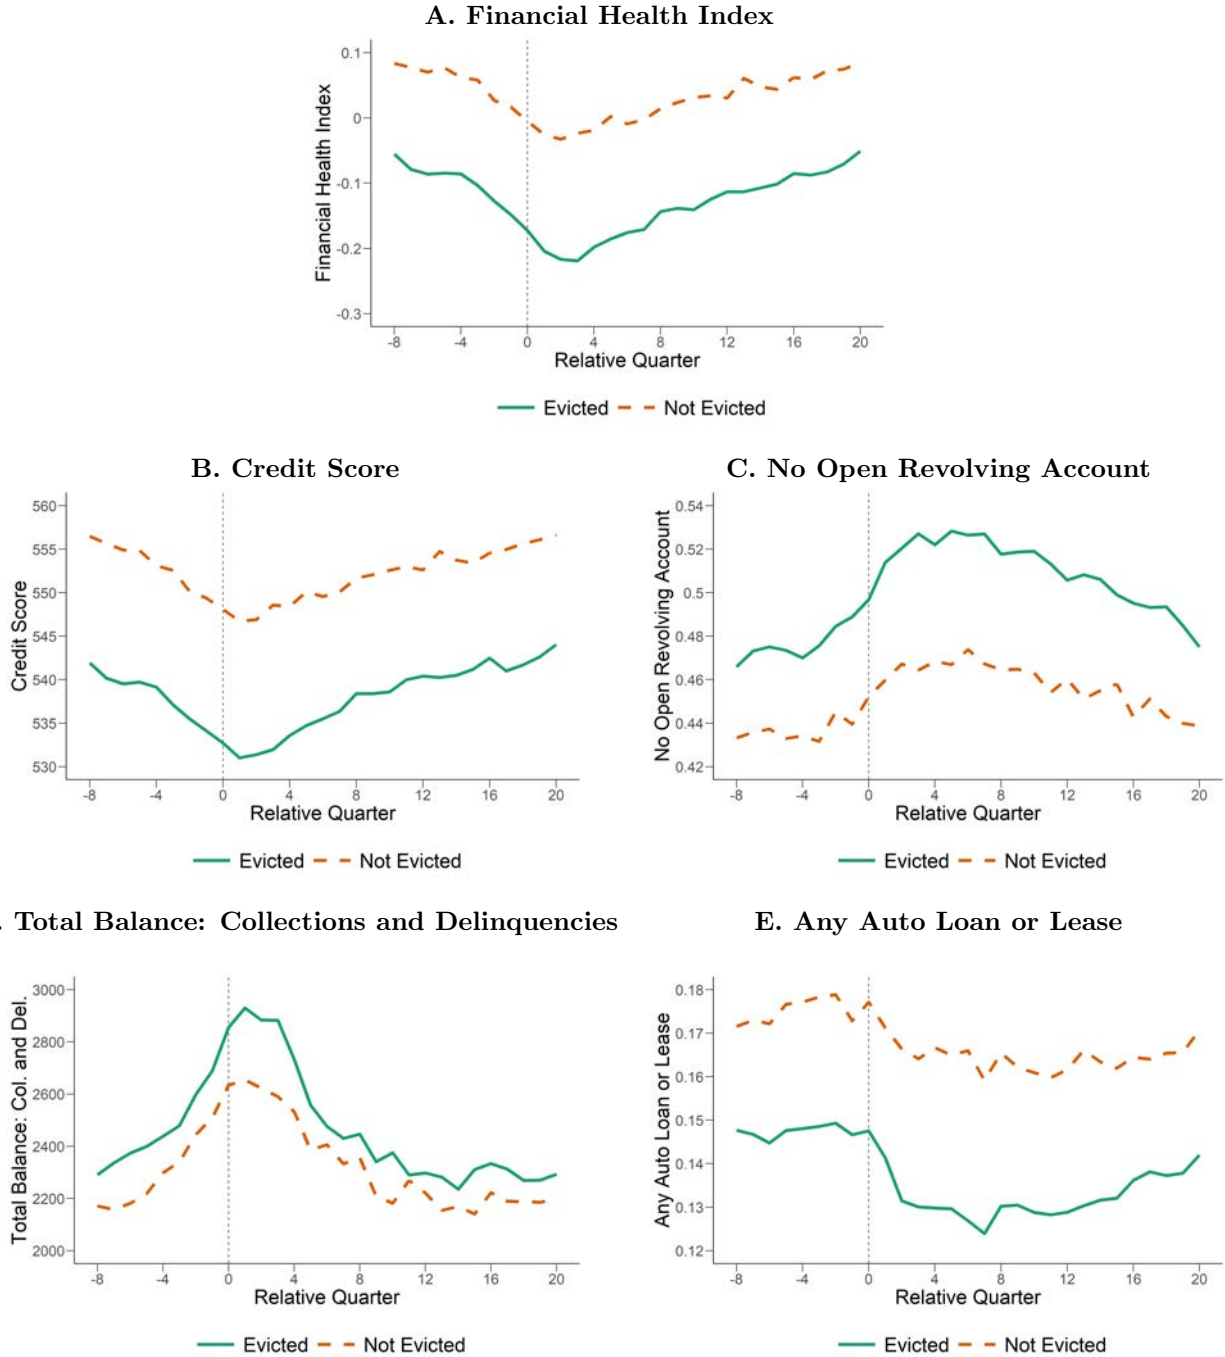 A. Financial Health Index
Financial Health Index
0.1
0
-0.1
-0.2
-0.3
-8 -4 0 4 8 12 16 20
Relative Quarter
Evicted Not Evicted
B. Credit Score
Credit Score
560
555
550
545
540
535
530
-8 -4 0 4 8 12 16 20
Relative Quarter
Evicted Not Evicted
C. No Open Revolving Account
No Open Revolving Account
0.54
0.52
0.5
0.48
0.46
0.44
0.42
-8 -4 0 4 8 12 16 20
Relative Quarter
Evicted Not Evicted
. Total Balance: Collections and Delinquencies
Total Balance: Col. and Del.
3000
2800
2600
2400
2200
2000
-8 -4 0 4 8 12 16 20
Relative Quarter
Evicted Not Evicted
E. Any Auto Loan or Lease
Any Auto Loan or Lease
0.18
0.17
0.16
0.15
0.14
0.13
0.12
-8 -4 0 4 8 12 16 20
Relative Quarter
Evicted Not Evicted